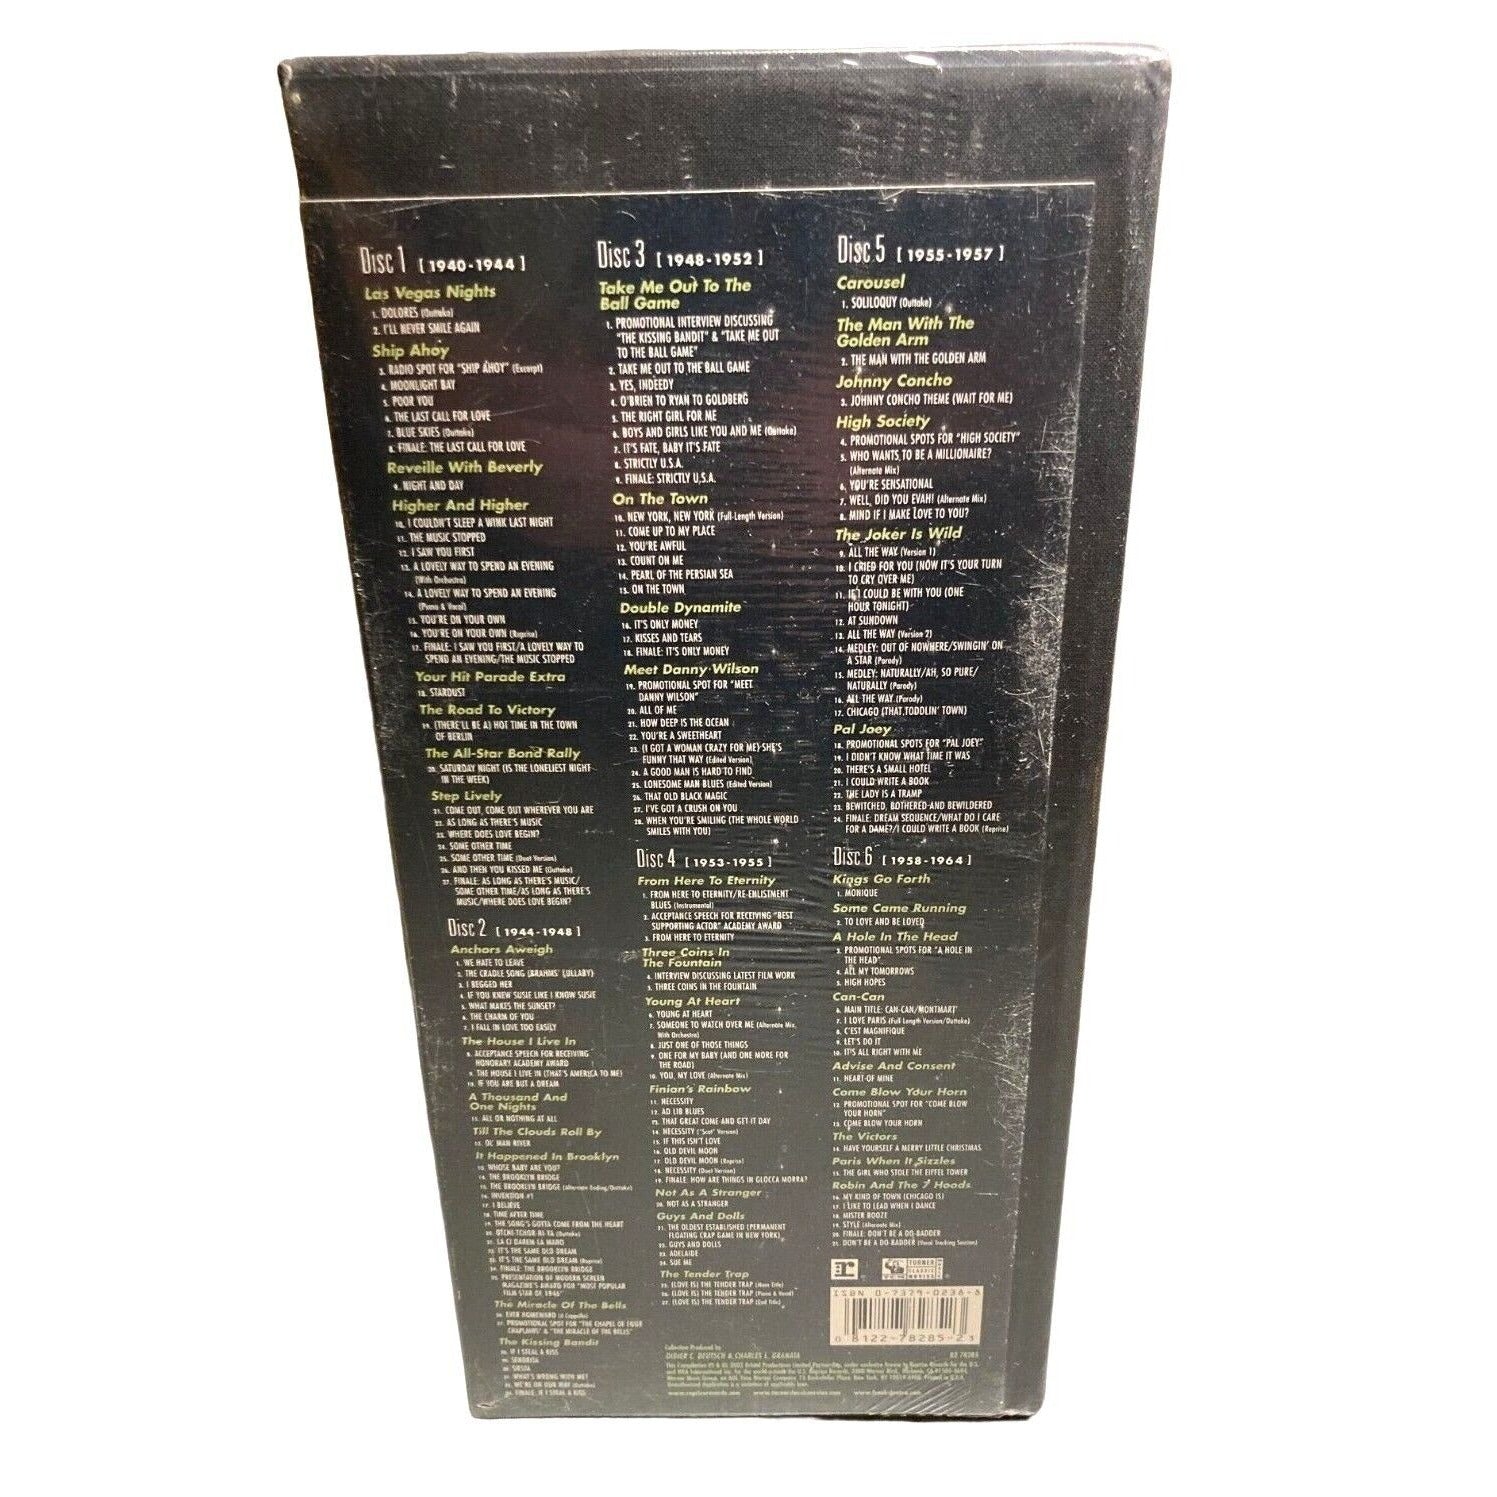 Disc 1 [ 1940-1944 ]
Las Vegas Nights
1. DOLORES (Outtake)
2. I'LL NEVER SMILE AGAIN
Ship Ahoy
3. RADIO SPOT FOR "SHIP AHOY" (Excerpt)
4. MOONLIGHT BAY
5. POOR YOU
6. THE LAST CALL FOR LOVE
7. BLUE SKIES (Outtake)
8. FINALE: THE LAST CALL FOR LOVE
Reveille With Beverly
9. NIGHT AND DAY
Higher And Higher
10. I COULDN'T SLEEP A WINK LAST NIGHT
11. THE MUSIC STOPPED
12. I SAW YOU FIRST
13. A LOVELY WAY TO SPEND AN EVENING
(With Orchestra)
14. A LOVELY WAY TO SPEND AN EVENING
(Piano & Vocal)
15. YOU'RE ON YOUR OWN
16. YOU'RE ON YOUR OWN (Reprise)
17. FINALE: I SAW YOU FIRST/A LOVELY WAY TO
SPEND AN EVENING/THE MUSIC STOPPED
Your Hit Parade Extra
18. STARDUST
The Road To Victory
19. (THERE'LL BE A) HOT TIME IN THE TOWN
OF BERLIN
The All-Star Bond Rally
20. SATURDAY NIGHT (IS THE LONELIEST NIGHT
IN THE WEEK)
Step Lively
21. COME OUT, COME OUT WHEREVER YOU ARE
22. AS LONG AS THERE'S MUSIC
23. WHERE DOES LOVE BEGIN?
24. SOME OTHER TIME
25. SOME OTHER TIME (Duet Version)
26. AND THEN YOU KISSED ME (Outtake)
27. FINALE: AS LONG AS THERE'S MUSIC/
SOME OTHER TIME/AS LONG AS THERE'S
MUSIC/WHERE DOES LOVE BEGIN?
Disc 2 [ 1944-1948 ]
Anchors Aweigh
1. WE HATE TO LEAVE
2. THE CRADLE SONG (BRAHMS' LULLABY)
3. I BEGGED HER
4. IF YOU KNEW SUSIE LIKE I KNOW SUSIE
5. WHAT MAKES THE SUNSET?
6. THE CHARM OF YOU
7. I FALL IN LOVE TOO EASILY
The House I Live In
8. ACCEPTANCE SPEECH FOR RECEIVING
HONORARY ACADEMY AWARD
9. THE HOUSE I LIVE IN (THAT'S AMERICA TO ME)
10. IF YOU ARE BUT A DREAM
A Thousand And
One Nights
11. ALL OR NOTHING AT ALL
Till The Clouds Roll By
12. OL' MAN RIVER
It Happened In Brooklyn
13. WHOSE BABY ARE YOU?
14. THE BROOKLYN BRIDGE
15. THE BROOKLYN BRIDGE (Alternate Ending/Outtake)
16. INVENTION #1
17. I BELIEVE
18. TIME AFTER TIME
19. THE SONG'S GOTTA COME FROM THE HEART
20. OTCHI-TCHOR-NI-YA (Outtake)
21. LA CI DAREM LA MANO
22. IT'S THE SAME OLD DREAM
23. IT'S THE SAME OLD DREAM (Reprise)
24. FINALE: THE BROOKLYN BRIDGE
25. PRESENTATION OF MODERN SCREEN
MAGAZINE'S AWARD FOR "MOST POPULAR
FILM STAR OF 1946"
The Miracle Of The Bells
26. EVER HOMEWARD (A Cappella)
27. PROMOTIONAL SPOT FOR "THE CHAPEL OF FOUR
CHAPLAINS" & "THE MIRACLE OF THE BELLS"
The Kissing Bandit
28. IF I STEAL A KISS
29. SEÑORITA
30. SIESTA
31. WHAT'S WRONG WITH ME?
32. WE'RE ON OUR WAY (Outtake)
33. FINALE: IF I STEAL A KISS
Disc 3 [ 1948-1952 ]
Take Me Out To The
Ball Game
1. PROMOTIONAL INTERVIEW DISCUSSING
"THE KISSING BANDIT" & "TAKE ME OUT
TO THE BALL GAME"
2. TAKE ME OUT TO THE BALL GAME
3. YES, INDEEDY
4. O'BRIEN TO RYAN TO GOLDBERG
5. THE RIGHT GIRL FOR ME
6. BOYS AND GIRLS LIKE YOU AND ME (Outtake)
7. IT'S FATE, BABY IT'S FATE
8. STRICTLY U.S.A.
9. FINALE: STRICTLY U.S.A.
On The Town
10. NEW YORK, NEW YORK (Full-Length Version)
11. COME UP TO MY PLACE
12. YOU'RE AWFUL
13. COUNT ON ME
14. PEARL OF THE PERSIAN SEA
15. ON THE TOWN
Double Dynamite
16. IT'S ONLY MONEY
17. KISSES AND TEARS
18. FINALE: IT'S ONLY MONEY
Meet Danny Wilson
19. PROMOTIONAL SPOT FOR "MEET
DANNY WILSON"
20. ALL OF ME
21. HOW DEEP IS THE OCEAN
22. YOU'RE A SWEETHEART
23. (I GOT A WOMAN CRAZY FOR ME) SHE'S
FUNNY THAT WAY (Edited Version)
24. A GOOD MAN IS HARD TO FIND
25. LONESOME MAN BLUES (Edited Version)
26. THAT OLD BLACK MAGIC
27. I'VE GOT A CRUSH ON YOU
28. WHEN YOU'RE SMILING (THE WHOLE WORLD
SMILES WITH YOU)
Disc 4 [ 1953-1955 ]
From Here To Eternity
1. FROM HERE TO ETERNITY/RE-ENLISTMENT
BLUES (Instrumental)
2. ACCEPTANCE SPEECH FOR RECEIVING "BEST
SUPPORTING ACTOR" ACADEMY AWARD
3. FROM HERE TO ETERNITY
Three Coins In
The Fountain
4. INTERVIEW DISCUSSING LATEST FILM WORK
5. THREE COINS IN THE FOUNTAIN
Young At Heart
6. YOUNG AT HEART
7. SOMEONE TO WATCH OVER ME (Alternate Mix,
With Orchestra)
8. JUST ONE OF THOSE THINGS
9. ONE FOR MY BABY (AND ONE MORE FOR
THE ROAD)
10. YOU, MY LOVE (Alternate Mix)
Finian's Rainbow
11. NECESSITY
12. AD LIB BLUES
13. THAT GREAT COME AND GET IT DAY
14. NECESSITY ("Scat" Version)
15. IF THIS ISN'T LOVE
16. OLD DEVIL MOON
17. OLD DEVIL MOON (Reprise)
18. NECESSITY (Duet Version)
19. FINALE: HOW ARE THINGS IN GLOCCA MORRA?
Not As A Stranger
20. NOT AS A STRANGER
Guys And Dolls
21. THE OLDEST ESTABLISHED (PERMANENT
FLOATING CRAP GAME IN NEW YORK)
22. GUYS AND DOLLS
23. ADELAIDE
24. SUE ME
The Tender Trap
25. (LOVE IS) THE TENDER TRAP (Main Title)
26. (LOVE IS) THE TENDER TRAP (Piano & Vocal)
27. (LOVE IS) THE TENDER TRAP (End Title)
Disc 5 [ 1955-1957 ]
Carousel
1. SOLILOQUY (Outtake)
The Man With The
Golden Arm
2. THE MAN WITH THE GOLDEN ARM
Johnny Concho
3. JOHNNY CONCHO THEME (WAIT FOR ME)
High Society
4. PROMOTIONAL SPOTS FOR "HIGH SOCIETY"
5. WHO WANTS TO BE A MILLIONAIRE?
(Alternate Mix)
6. YOU'RE SENSATIONAL
7. WELL, DID YOU EVAH! (Alternate Mix)
8. MIND IF I MAKE LOVE TO YOU?
The Joker Is Wild
9. ALL THE WAY (Version 1)
10. I CRIED FOR YOU (NOW IT'S YOUR TURN
TO CRY OVER ME)
11. IF I COULD BE WITH YOU (ONE
HOUR TONIGHT)
12. AT SUNDOWN
13. ALL THE WAY (Version 2)
14. MEDLEY: OUT OF NOWHERE/SWINGIN' ON
A STAR (Parody)
15. MEDLEY: NATURALLY/AH, SO PURE/
NATURALLY (Parody)
16. ALL THE WAY (Parody)
17. CHICAGO (THAT TODDLIN' TOWN)
Pal Joey
18. PROMOTIONAL SPOTS FOR "PAL JOEY"
19. I DIDN'T KNOW WHAT TIME IT WAS
20. THERE'S A SMALL HOTEL
21. I COULD WRITE A BOOK
22. THE LADY IS A TRAMP
23. BEWITCHED, BOTHERED AND BEWILDERED
24. FINALE: DREAM SEQUENCE/WHAT DO I CARE
FOR A DAME?/I COULD WRITE A BOOK (Reprise)
Disc 6 [ 1958-1964 ]
Kings Go Forth
1. MONIQUE
Some Came Running
2. TO LOVE AND BE LOVED
A Hole In The Head
3. PROMOTIONAL SPOTS FOR "A HOLE IN
THE HEAD"
4. ALL MY TOMORROWS
5. HIGH HOPES
Can-Can
6. MAIN TITLE: CAN-CAN/MONTMART'
7. I LOVE PARIS (Full Length Version/Outtake)
8. C'EST MAGNIFIQUE
9. LET'S DO IT
10. IT'S ALL RIGHT WITH ME
Advise And Consent
11. HEART OF MINE
Come Blow Your Horn
12. PROMOTIONAL SPOT FOR "COME BLOW
YOUR HORN"
13. COME BLOW YOUR HORN
The Victors
14. HAVE YOURSELF A MERRY LITTLE CHRISTMAS
Paris When It Sizzles
15. THE GIRL WHO STOLE THE EIFFEL TOWER
Robin And The 7 Hoods
16. MY KIND OF TOWN (CHICAGO IS)
17. I LIKE TO LEAD WHEN I DANCE
18. MISTER BOOZE
19. STYLE (Alternate Mix)
20. FINALE: DON'T BE A DO-BADDER
21. DON'T BE A DO-BADDER (Vocal Tracking Session)
TURNER
CLASSIC
MOVIES
ISBN 0-7379-0236-6
0 8122-78285-2 3
Collection Produced by
DIDIER C. DEUTSCH & CHARLES L. GRANATA
R2 78285
www.repriserecords.com
www.turnerclassicmovies.com
www.frank-sinatra.com